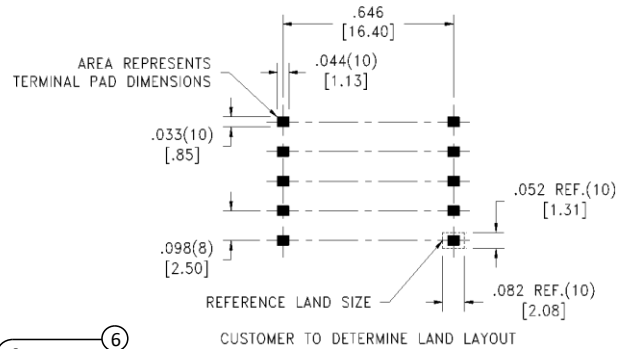 .646
[16.40]
AREA REPRESENTS
TERMINAL PAD DIMENSIONS
.044(10)
[1.13]
.033(10)
[.85]
.052 REF.(10)
[1.31]
.098(8)
[2.50]
REFERENCE LAND SIZE
.082 REF.(10)
[2.08]
6
CUSTOMER TO DETERMINE LAND LAYOUT